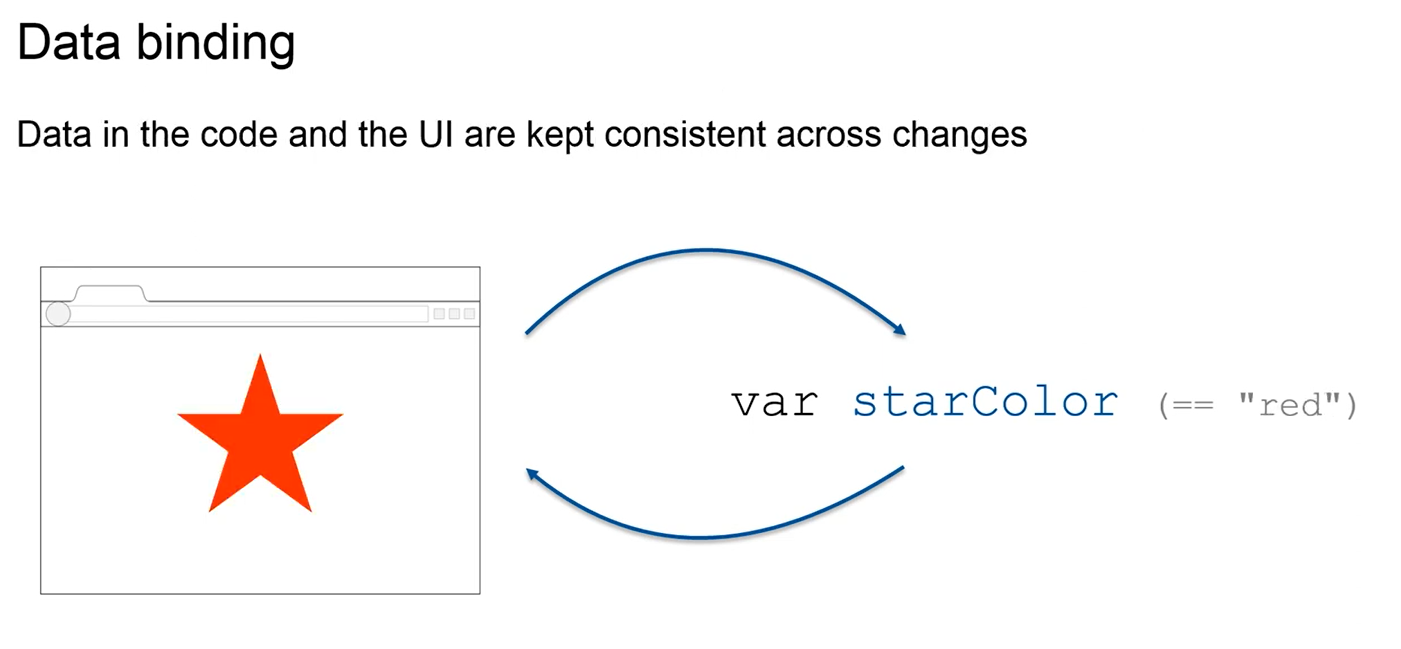 Data binding
Data in the code and the UI are kept consistent across changes
var starColor (== "red")